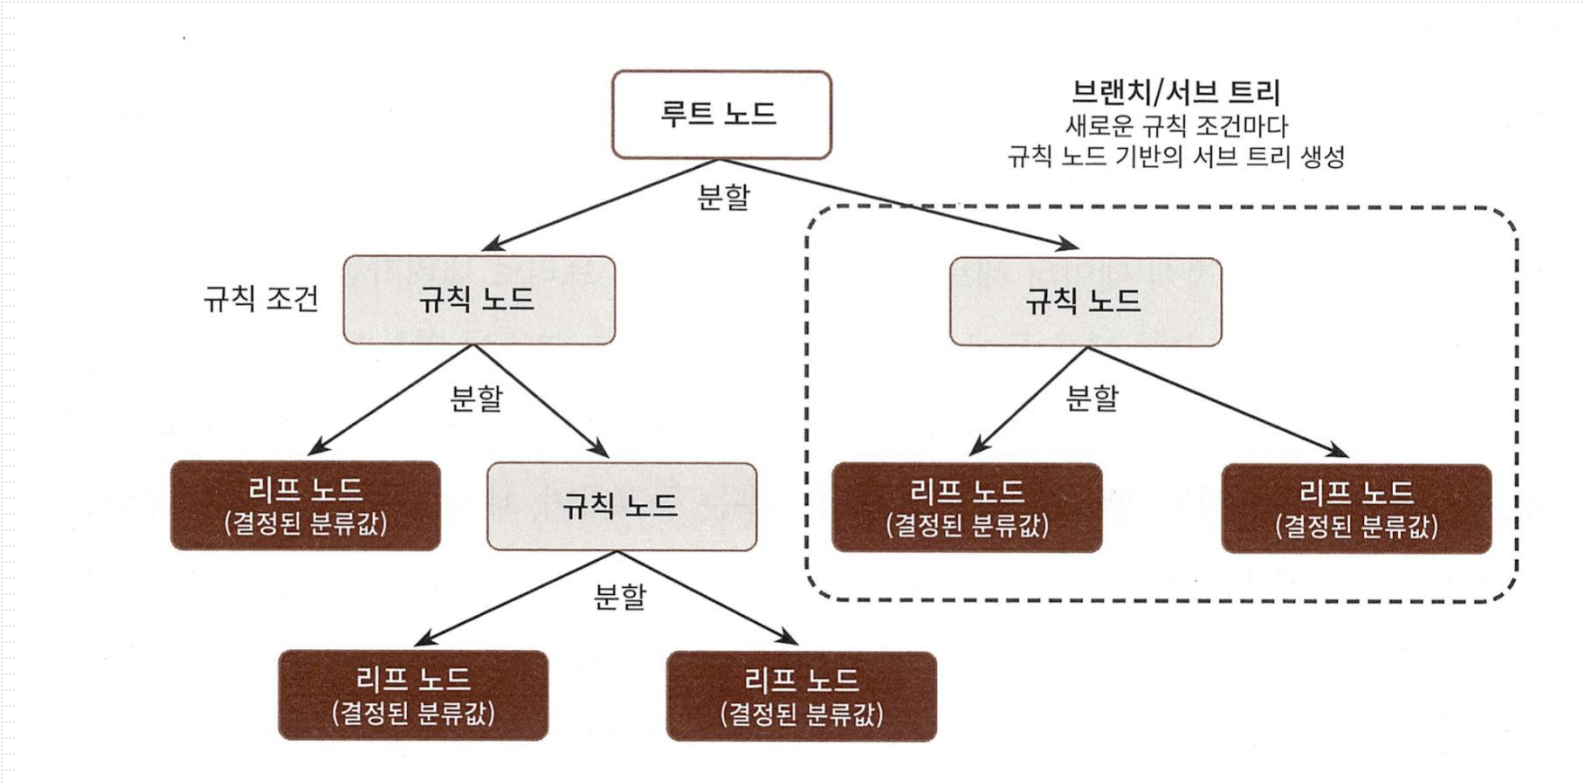 루트 노드
브랜치/서브 트리
새로운 규칙 조건마다
규칙 노드 기반의 서브 트리 생성
분할
규칙 조건
규칙 노드
규칙 노드
분할
분할
리프 노드
(결정된 분류값)
규칙 노드
리프 노드
(결정된 분류값)
리프 노드
(결정된 분류값)
분할
리프 노드
(결정된 분류값)
리프 노드
(결정된 분류값)